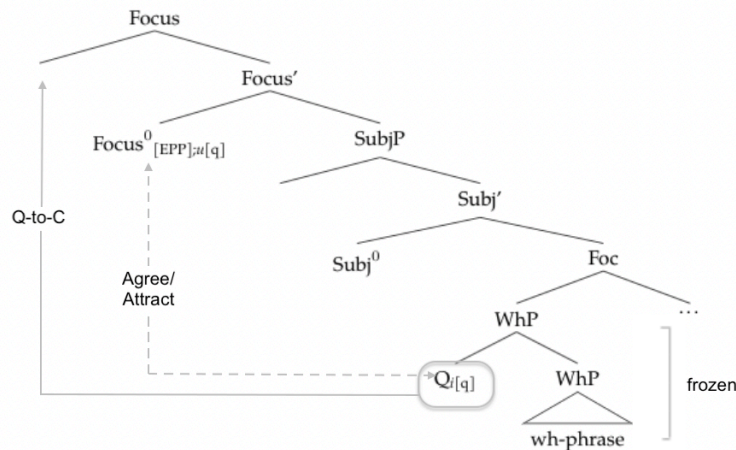 Focus
Focus′
Focus⁰[EPP];u[q]
SubjP
Q-to-C
Subj′
Subj⁰
Foc
Agree/
Attract
WhP
...
Qi[q]
WhP
frozen
wh-phrase